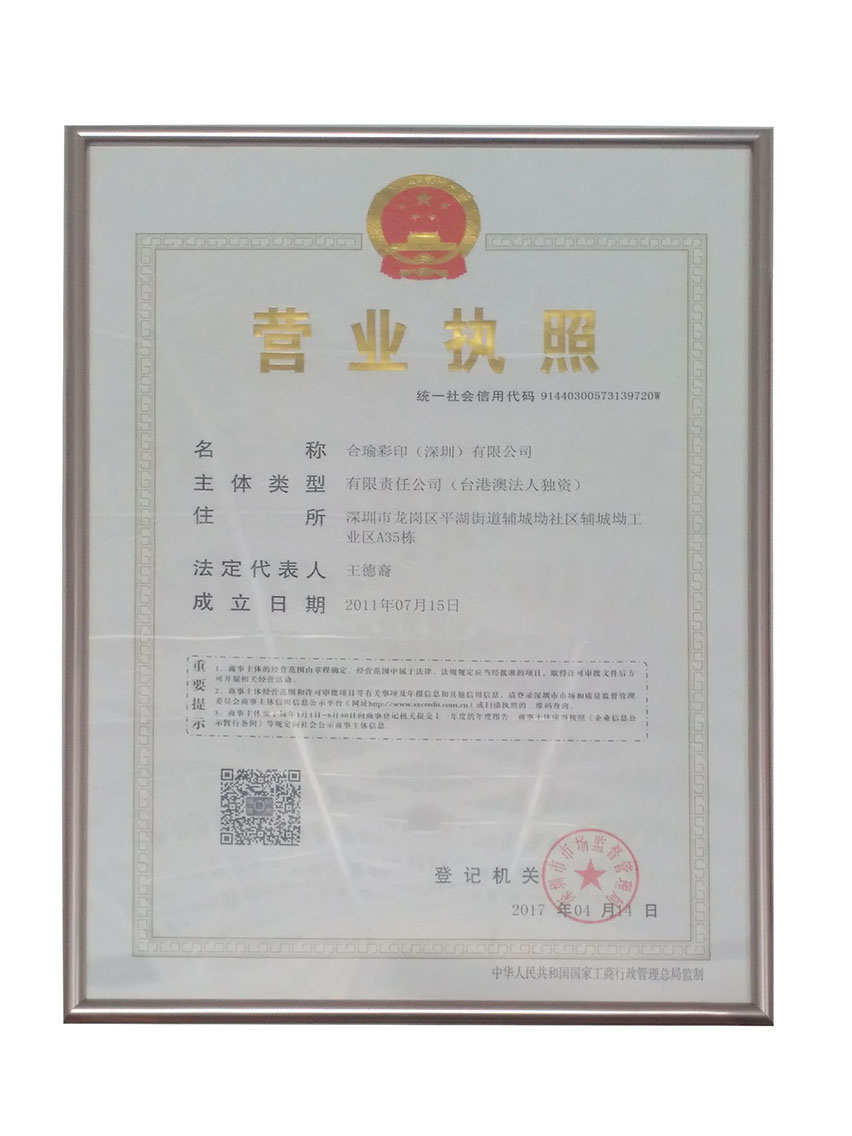 营业执照
统一社会信用代码 91440300573139720W
名称 合瑜彩印（深圳）有限公司
主体类型 有限责任公司（台港澳法人独资）
住所 深圳市龙岗区平湖街道辅城坳社区辅城坳工
业区A35栋
法定代表人 王德裔
成立日期 2011年07月15日
重要提示
1、商事主体的经营范围由章程确定。经营范围中属于法律、法规规定应当经批准的项目，取得许可审批文件后方
可开展相关经营活动。
2、商事主体经营范围和许可审批项目等有关事项及年报信息和其他信用信息，请登录深圳市市场和质量监督管理
委员会商事主体信用信息公示平台（网址http://www.szcredit.com.cn）或扫描执照的二维码查询。
3、商事主体须于每年1月1日-6月30日向商事登记机关提交上一年度的年度报告。商事主体应当按照《企业信息公
示暂行条例》等规定向社会公示商事主体信息。
登记机关
深圳市市场监督管理局
2017 年04 月14 日
中华人民共和国国家工商行政管理总局监制